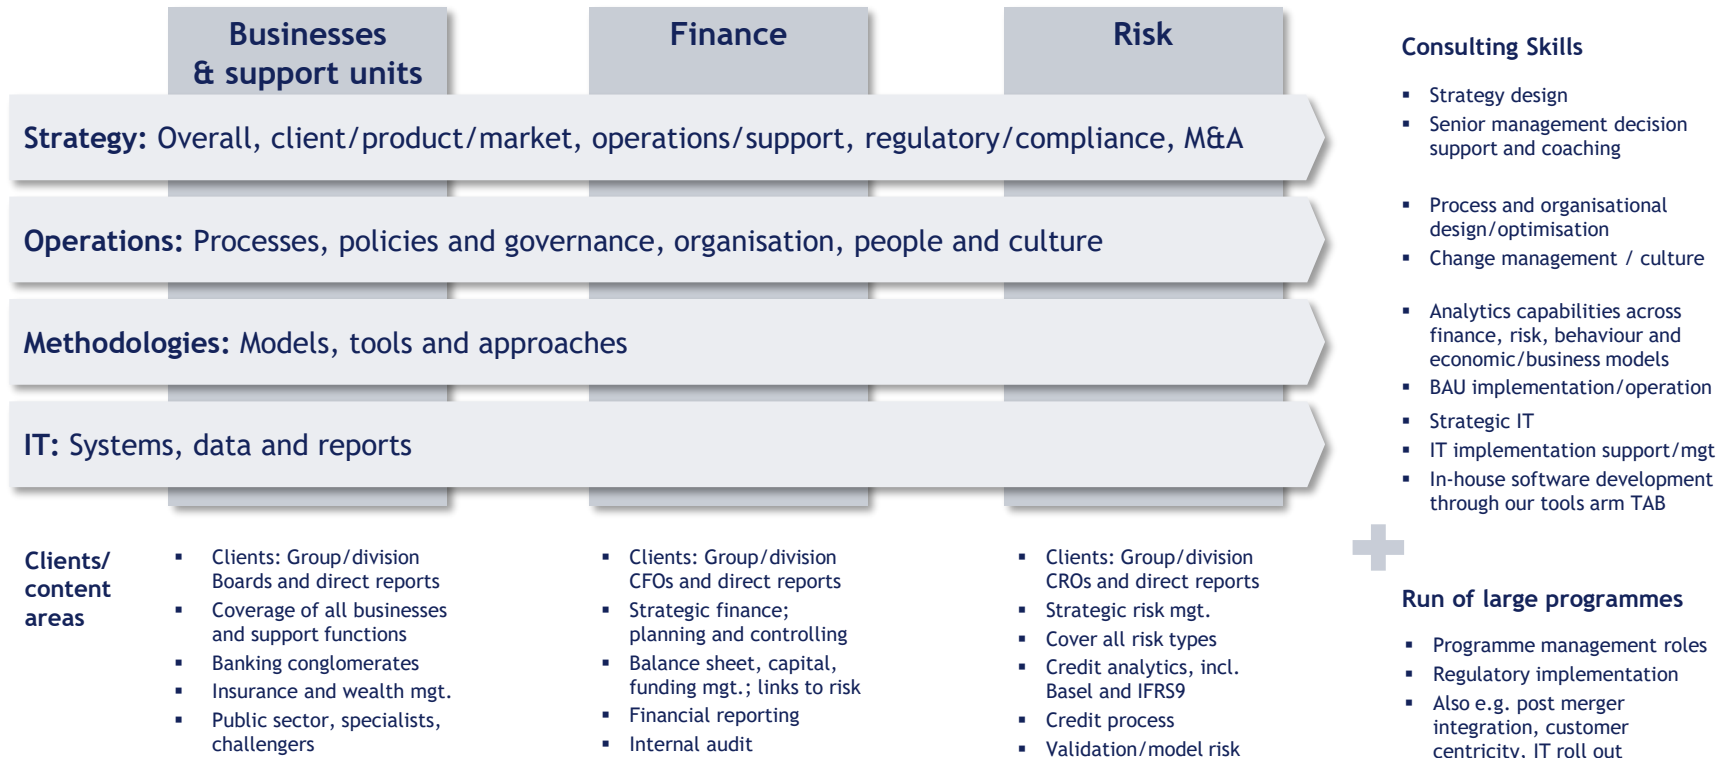 Businesses
& support units
Finance
Risk
Strategy: Overall, client/product/market, operations/support, regulatory/compliance, M&A
Operations: Processes, policies and governance, organisation, people and culture
Methodologies: Models, tools and approaches
IT: Systems, data and reports
Clients/
content
areas
▪ Clients: Group/division
Boards and direct reports
▪ Coverage of all businesses
and support functions
▪ Banking conglomerates
▪ Insurance and wealth mgt.
▪ Public sector, specialists,
challengers
▪ Clients: Group/division
CFOs and direct reports
▪ Strategic finance;
planning and controlling
▪ Balance sheet, capital,
funding mgt.; links to risk
▪ Financial reporting
▪ Internal audit
▪ Clients: Group/division
CROs and direct reports
▪ Strategic risk mgt.
▪ Cover all risk types
▪ Credit analytics, incl.
Basel and IFRS9
▪ Credit process
▪ Validation/model risk
Consulting Skills
▪ Strategy design
▪ Senior management decision
support and coaching
▪ Process and organisational
design/optimisation
▪ Change management / culture
▪ Analytics capabilities across
finance, risk, behaviour and
economic/business models
▪ BAU implementation/operation
▪ Strategic IT
▪ IT implementation support/mgt
▪ In-house software development
through our tools arm TAB
Run of large programmes
▪ Programme management roles
▪ Regulatory implementation
▪ Also e.g. post merger
integration, customer
centricity, IT roll out